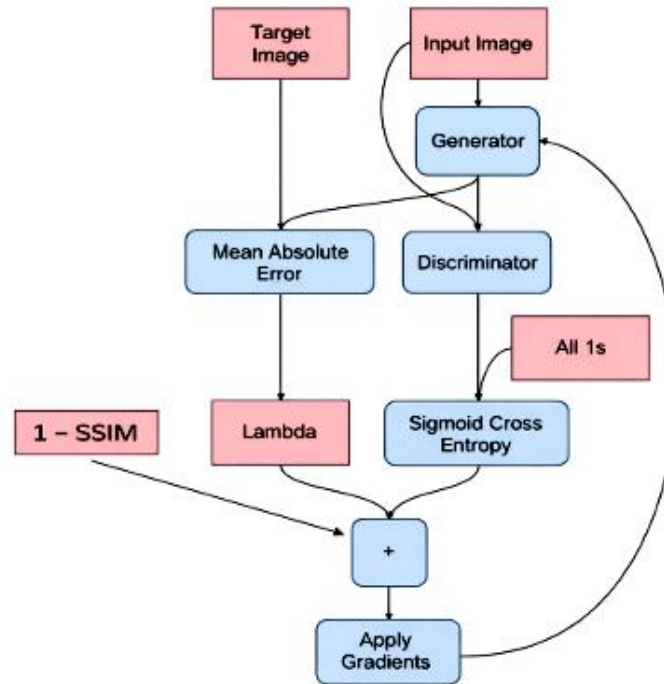 Target
Image
Input Image
Generator
Mean Absolute
Error
Discriminator
All 1s
1 – SSIM
Lambda
Sigmoid Cross
Entropy
+
Apply
Gradients